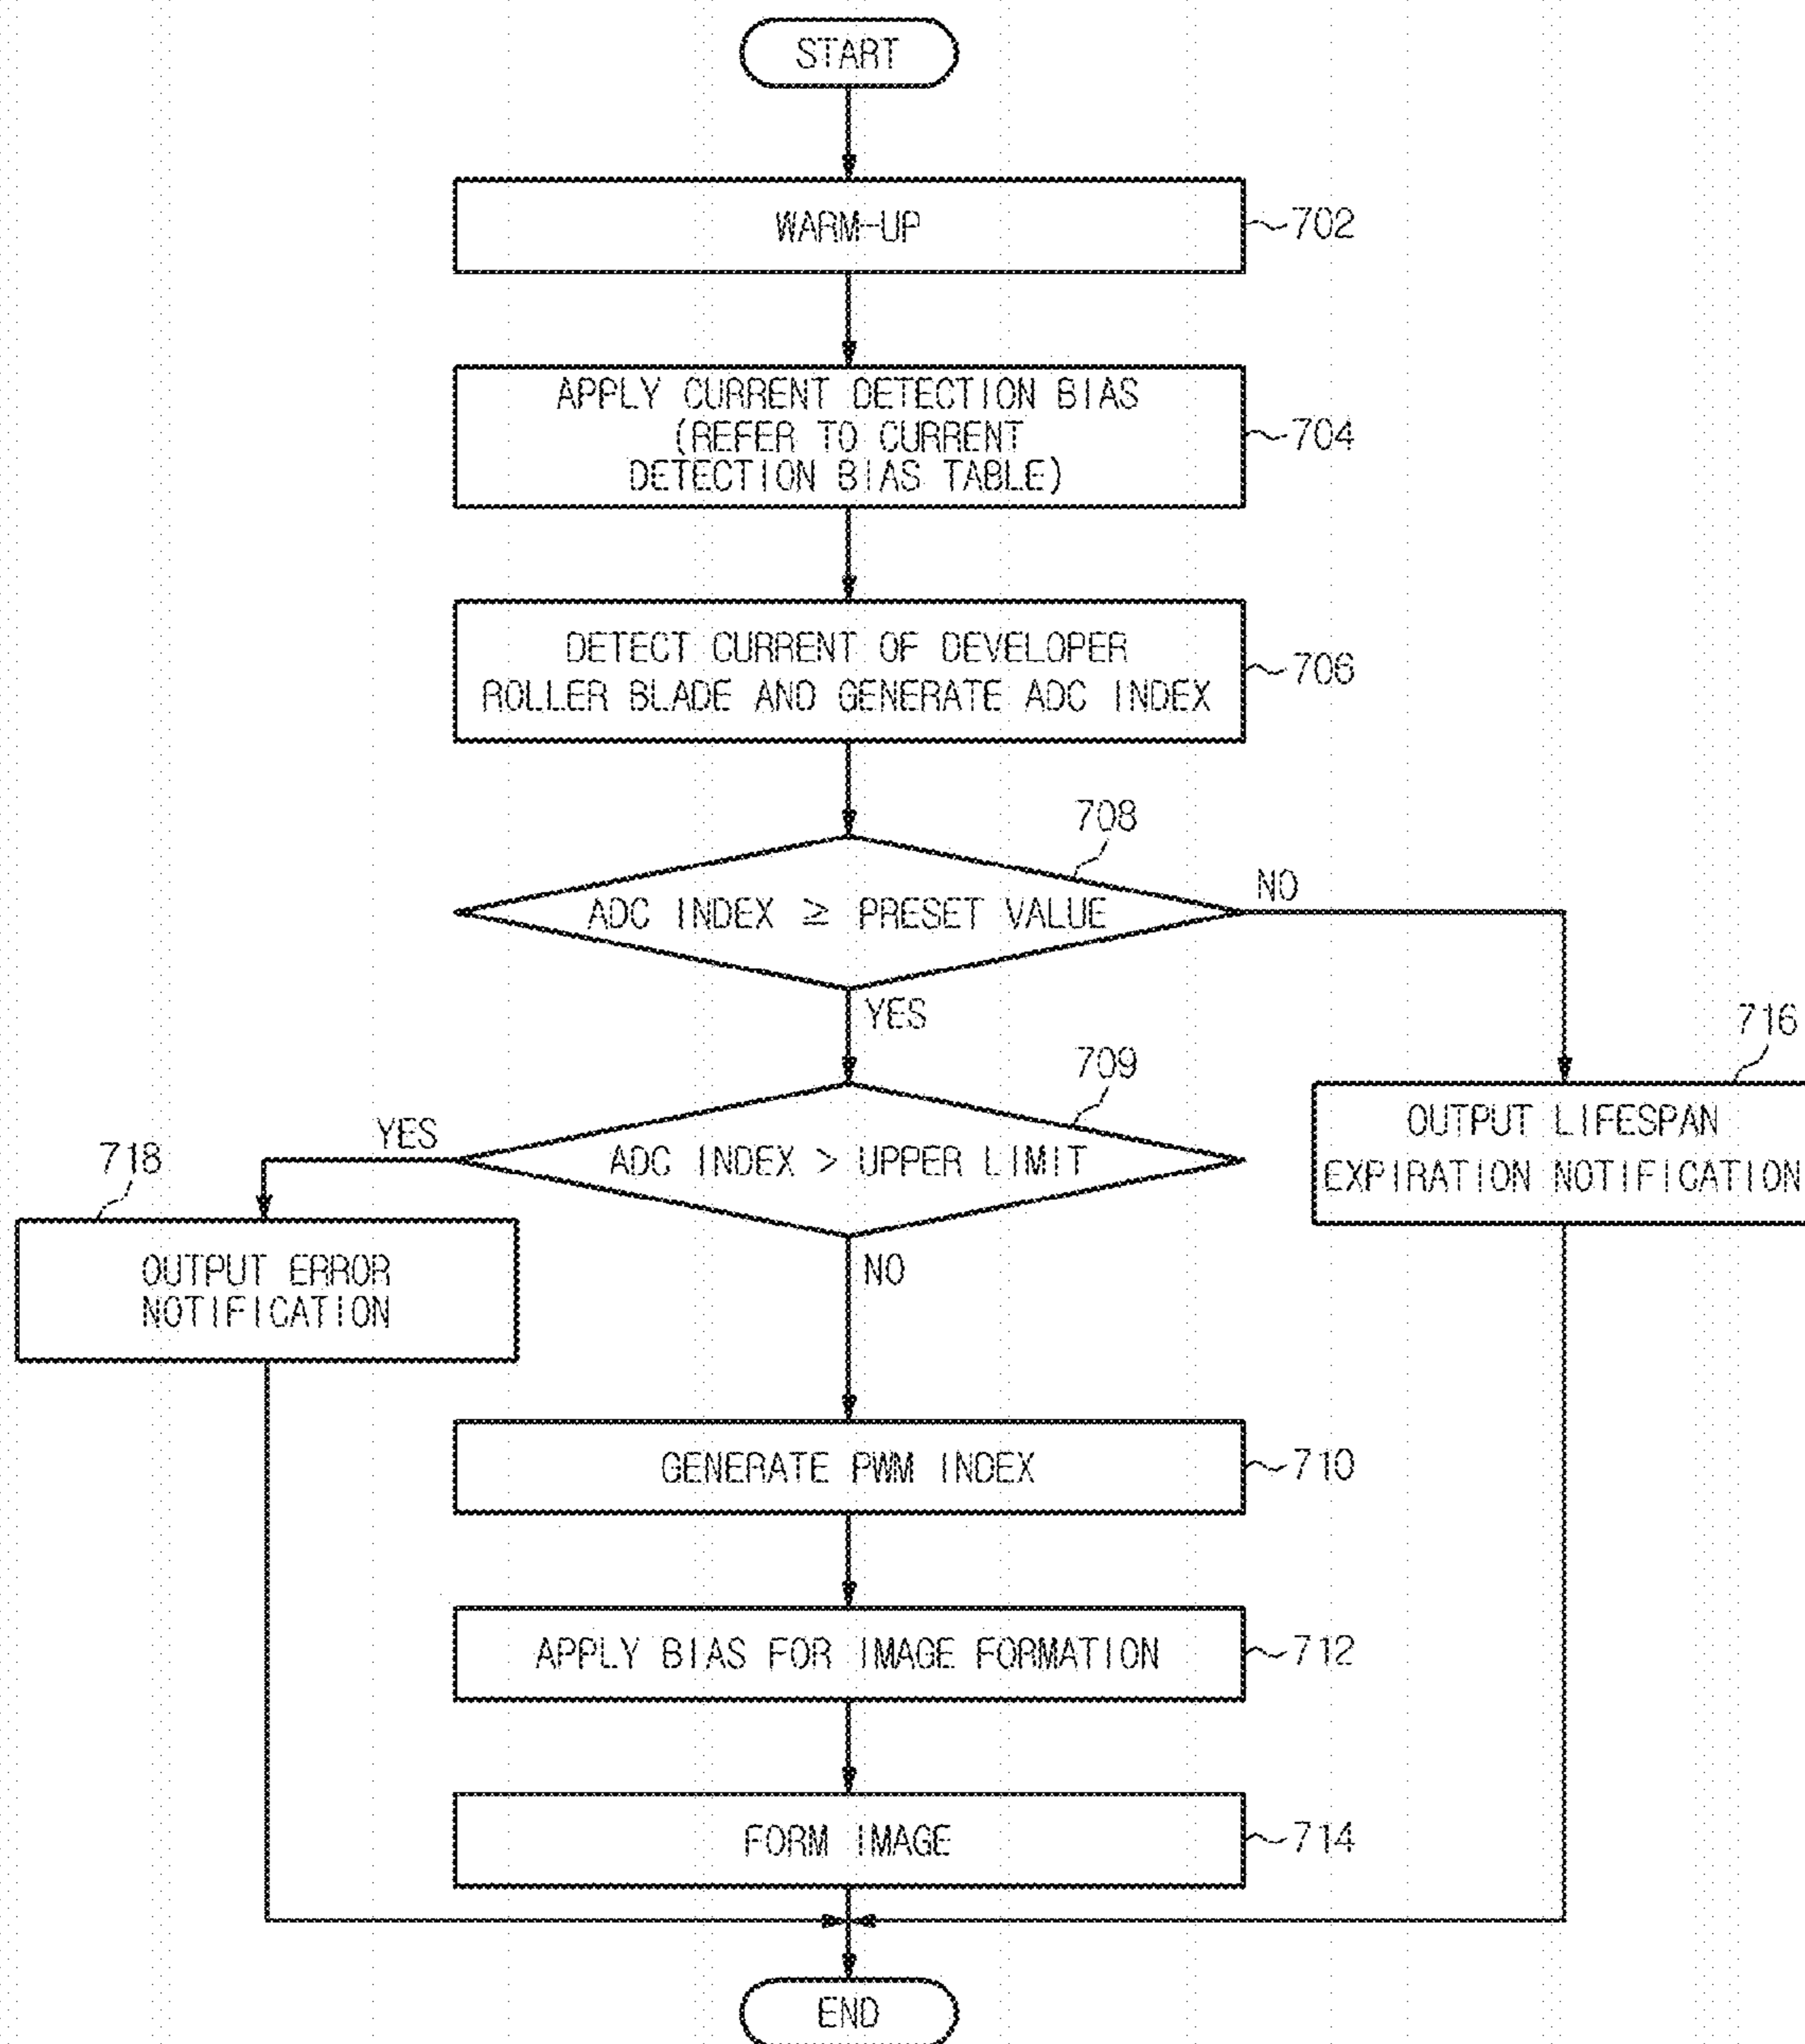 START
WARM-UP
702
APPLY CURRENT DETECTION BIAS
(REFER TO CURRENT
DETECTION BIAS TABLE)
704
DETECT CURRENT OF DEVELOPER
ROLLER BLADE AND GENERATE ADC INDEX
706
708
ADC INDEX ≥ PRESET VALUE
NO
YES
709
716
ADC INDEX > UPPER LIMIT
YES
718
OUTPUT LIFESPAN
EXPIRATION NOTIFICATION
OUTPUT ERROR
NOTIFICATION
NO
GENERATE PWM INDEX
710
APPLY BIAS FOR IMAGE FORMATION
712
FORM IMAGE
714
END